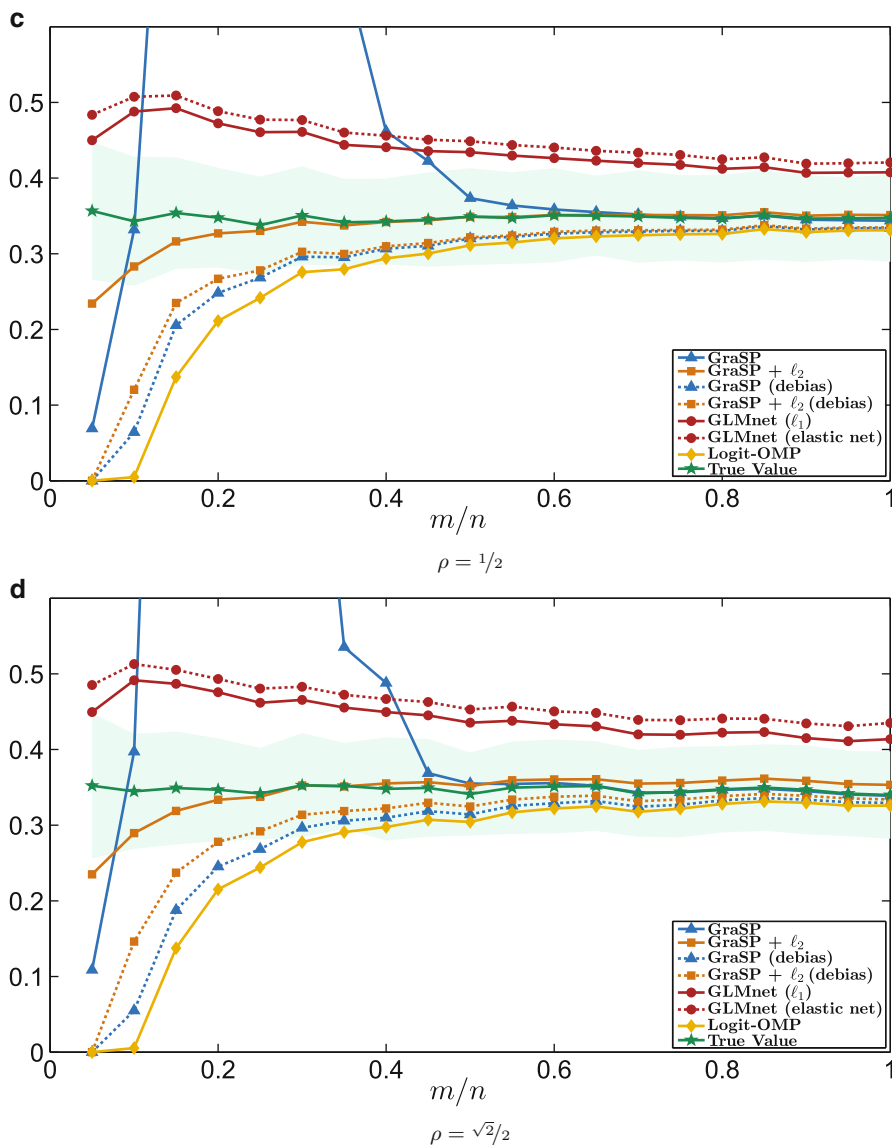 c
0.5
0.4
0.3
0.2
0.1
0
0 0.2 0.4 0.6 0.8 1
GraSP
GraSP + ℓ₂
GraSP (debias)
GraSP + ℓ₂ (debias)
GLMnet (ℓ₁)
GLMnet (elastic net)
Logit-OMP
True Value
m/n
ρ = 1/2
d
0.5
0.4
0.3
0.2
0.1
0
0 0.2 0.4 0.6 0.8 1
GraSP
GraSP + ℓ₂
GraSP (debias)
GraSP + ℓ₂ (debias)
GLMnet (ℓ₁)
GLMnet (elastic net)
Logit-OMP
True Value
m/n
ρ = √2/2